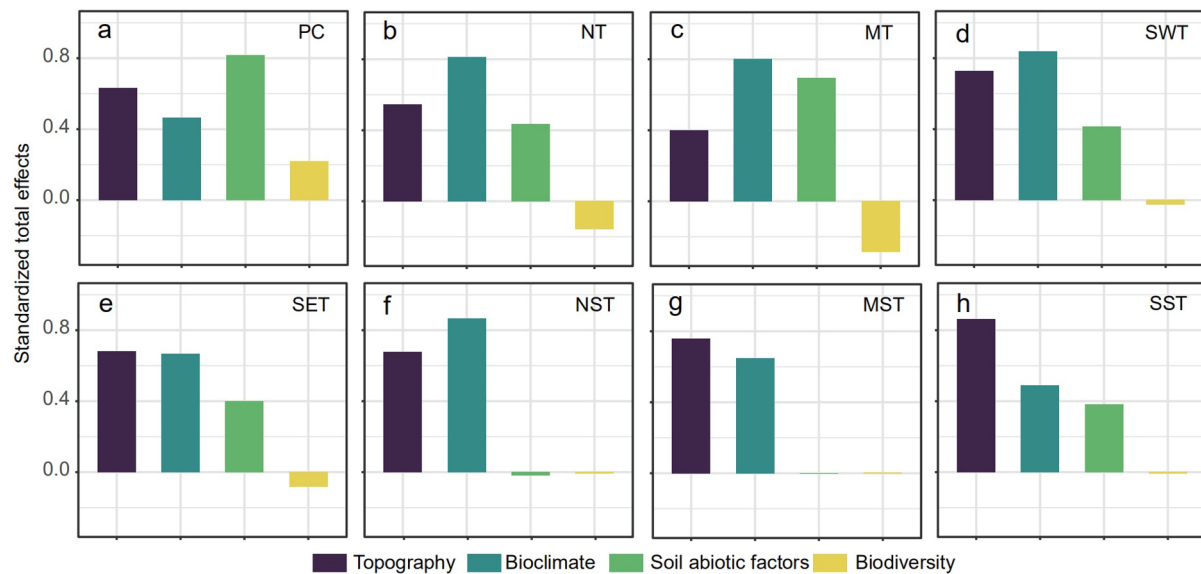 a PC
b NT
c MT
d SWT
0.8
0.4
0.0
Standardized total effects
e SET
f NST
g MST
h SST
0.8
0.4
0.0
Topography Bioclimate Soil abiotic factors Biodiversity